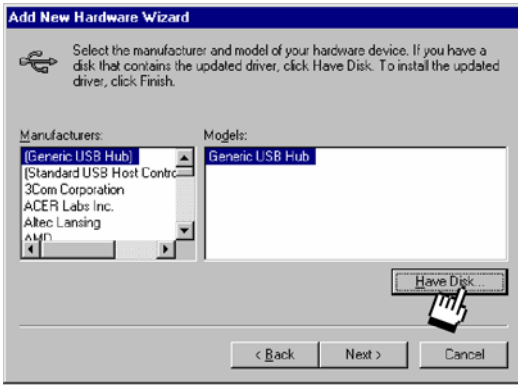 Add New Hardware Wizard
Select the manufacturer and model of your hardware device. If you have a
disk that contains the updated driver, click Have Disk. To install the updated
driver, click Finish.
Manufacturers:
Models:
(Generic USB Hub)
Generic USB Hub
(Standard USB Host Contro
3Com Corporation
ACER Labs Inc.
Altec Lansing
AMD
Have Disk...
< Back
Next >
Cancel